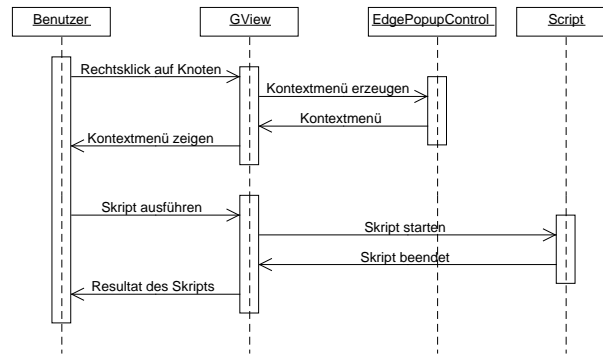 Benutzer
GView
EdgePopupControl
Script
Rechtsklick auf Knoten
Kontextmenü erzeugen
Kontextmenü
Kontextmenü zeigen
Skript ausführen
Skript starten
Skript beendet
Resultat des Skripts